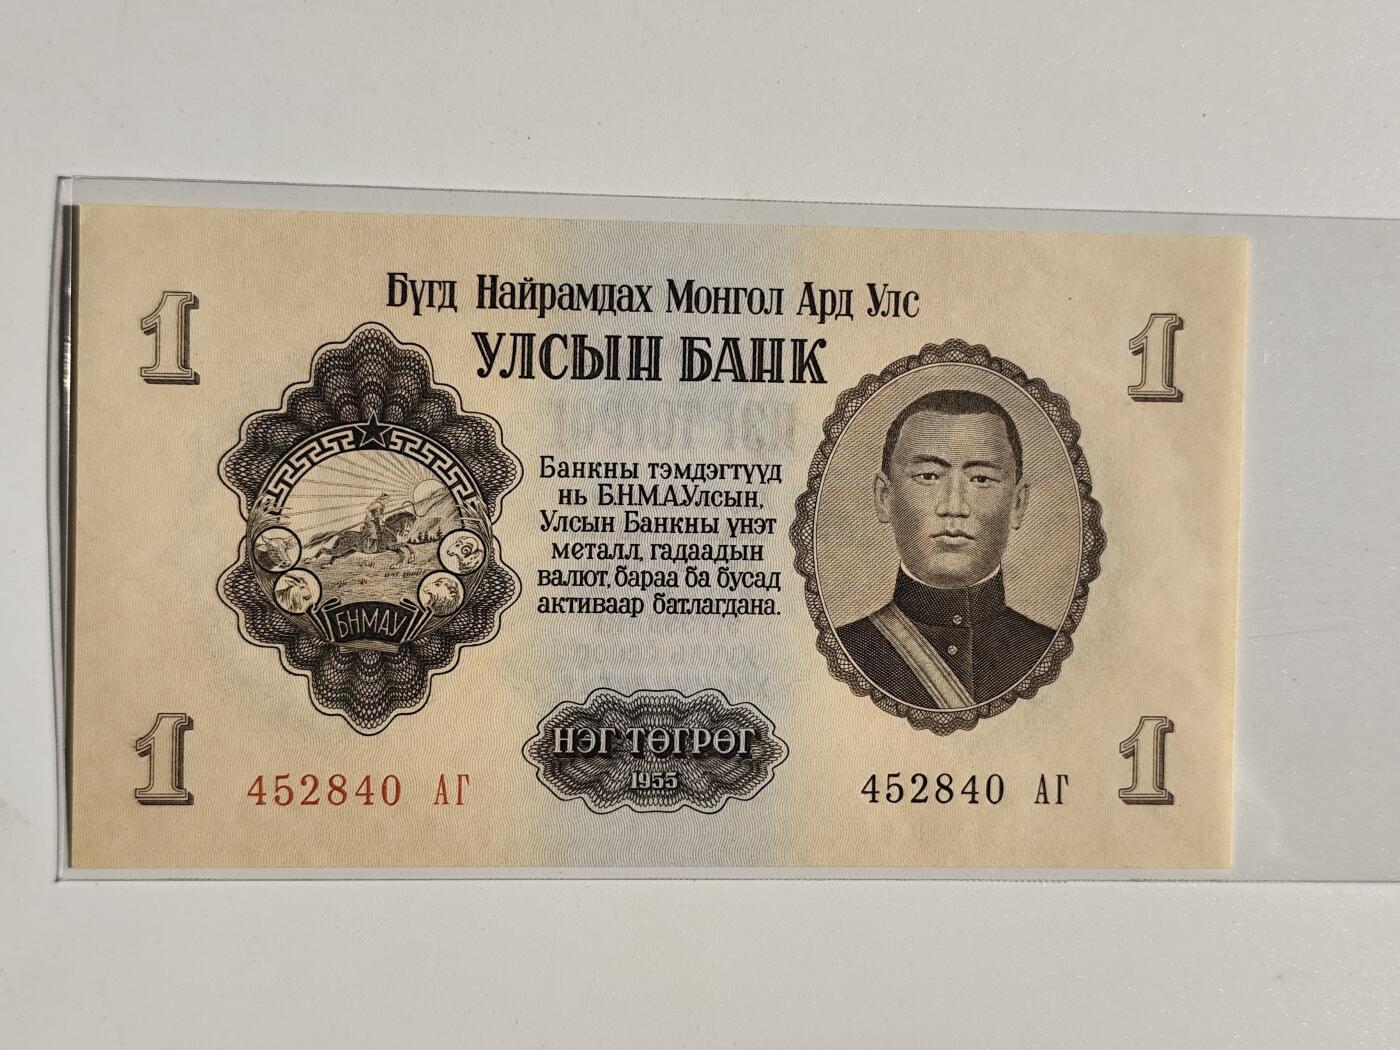 Бүгд Найрамдах Монгол Ард Улс
УЛСЫН БАНК
1
1
Банкны тэмдэгтүүд
нь Б.Н.М.А.Улсын,
Улсын Банкны үнэт
металл, гадаадын
валют, бараа ба бусад
активаар батлагдана.
БНМАУ
НЭГ ТӨГРӨГ
1955
1
452840 АГ
452840 АГ
1